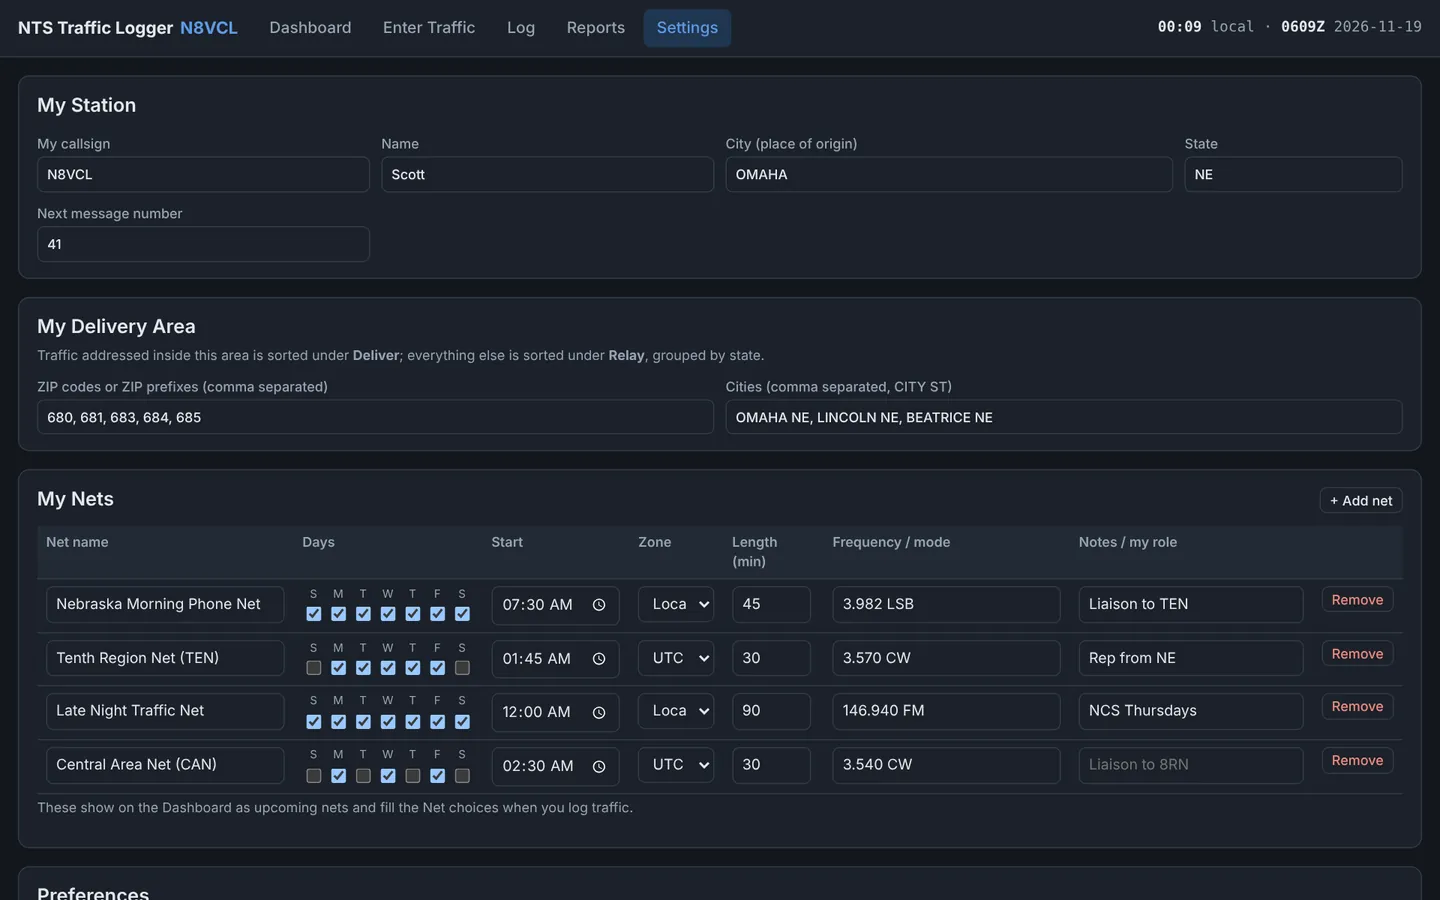 NTS Traffic Logger N8VCL Dashboard Enter Traffic Log Reports Settings 00:09 local · 0609Z 2026-11-19
My Station
My callsign Name City (place of origin) State
N8VCL Scott OMAHA NE
Next message number
41
My Delivery Area
Traffic addressed inside this area is sorted under Deliver; everything else is sorted under Relay, grouped by state.
ZIP codes or ZIP prefixes (comma separated) Cities (comma separated, CITY ST)
680, 681, 683, 684, 685 OMAHA NE, LINCOLN NE, BEATRICE NE
My Nets + Add net
Net name Days Start Zone Length (min) Frequency / mode Notes / my role
S M T W T F S
Nebraska Morning Phone Net 07:30 AM Loca 45 3.982 LSB Liaison to TEN Remove
S M T W T F S
Tenth Region Net (TEN) 01:45 AM UTC 30 3.570 CW Rep from NE Remove
S M T W T F S
Late Night Traffic Net 12:00 AM Loca 90 146.940 FM NCS Thursdays Remove
S M T W T F S
Central Area Net (CAN) 02:30 AM UTC 30 3.540 CW Liaison to 8RN Remove
These show on the Dashboard as upcoming nets and fill the Net choices when you log traffic.
Preferences